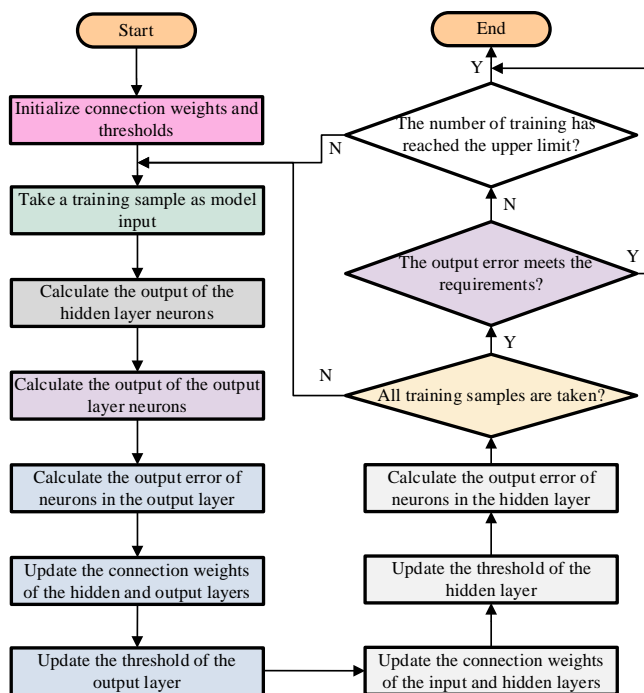 Start
Initialize connection weights and
thresholds
Take a training sample as model
input
Calculate the output of the
hidden layer neurons
Calculate the output of the output
layer neurons
Calculate the output error of
neurons in the output layer
Update the connection weights
of the hidden and output layers
Update the threshold of the
output layer
Update the connection weights
of the input and hidden layers
Update the threshold of the
hidden layer
Calculate the output error of
neurons in the hidden layer
All training samples are taken?
N
Y
The output error meets the
requirements?
Y
N
The number of training has
reached the upper limit?
N
Y
End